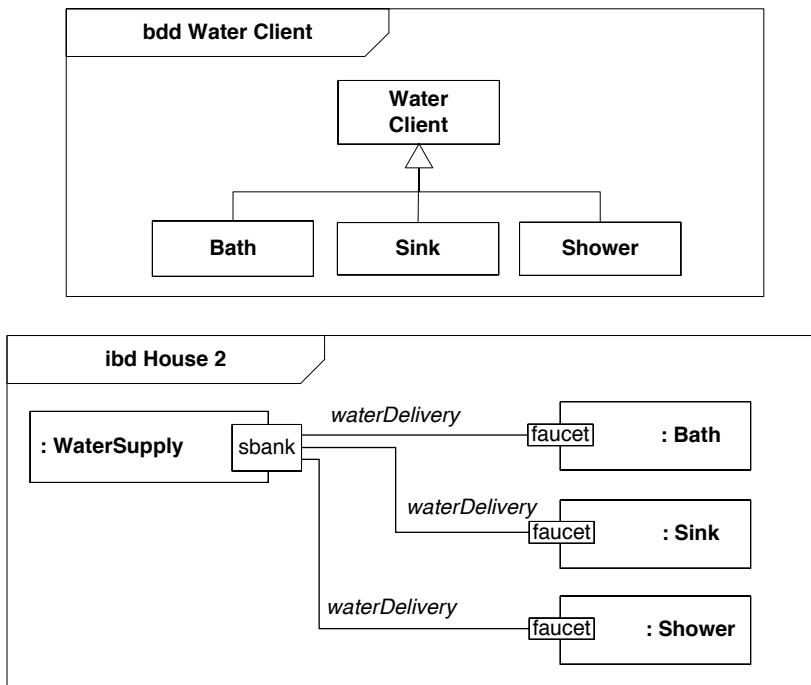 bdd Water Client
Water
Client
Bath
Sink
Shower
ibd House 2
: WaterSupply
sbank
waterDelivery
faucet
: Bath
waterDelivery
faucet
: Sink
waterDelivery
faucet
: Shower